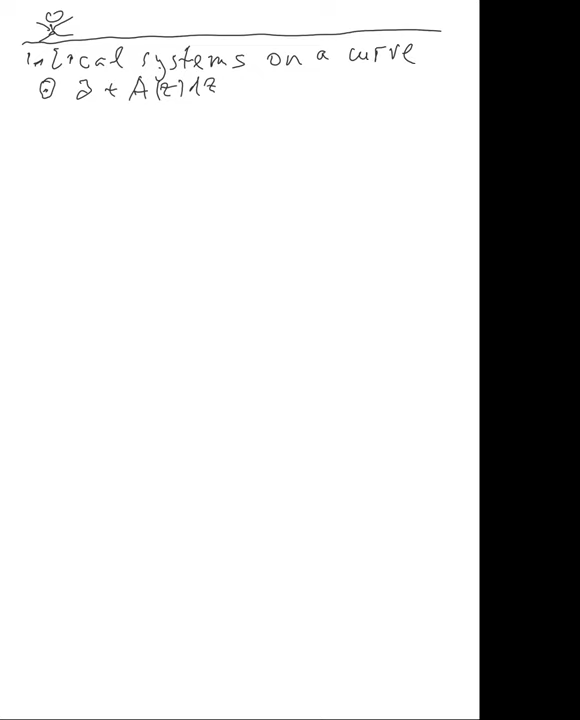 Local systems on a curve
∂ + A(z)dz